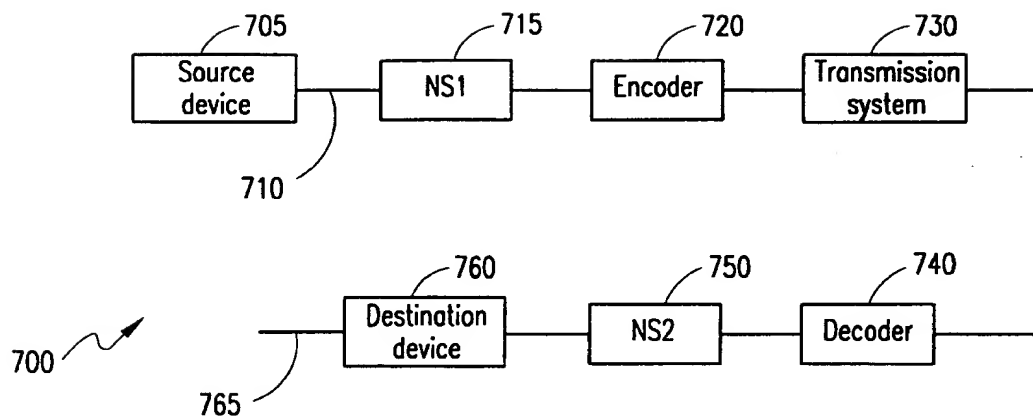 705
715
720
730
Source
device
NS1
Encoder
Transmission
system
710
760
750
740
Destination
device
NS2
Decoder
700
765